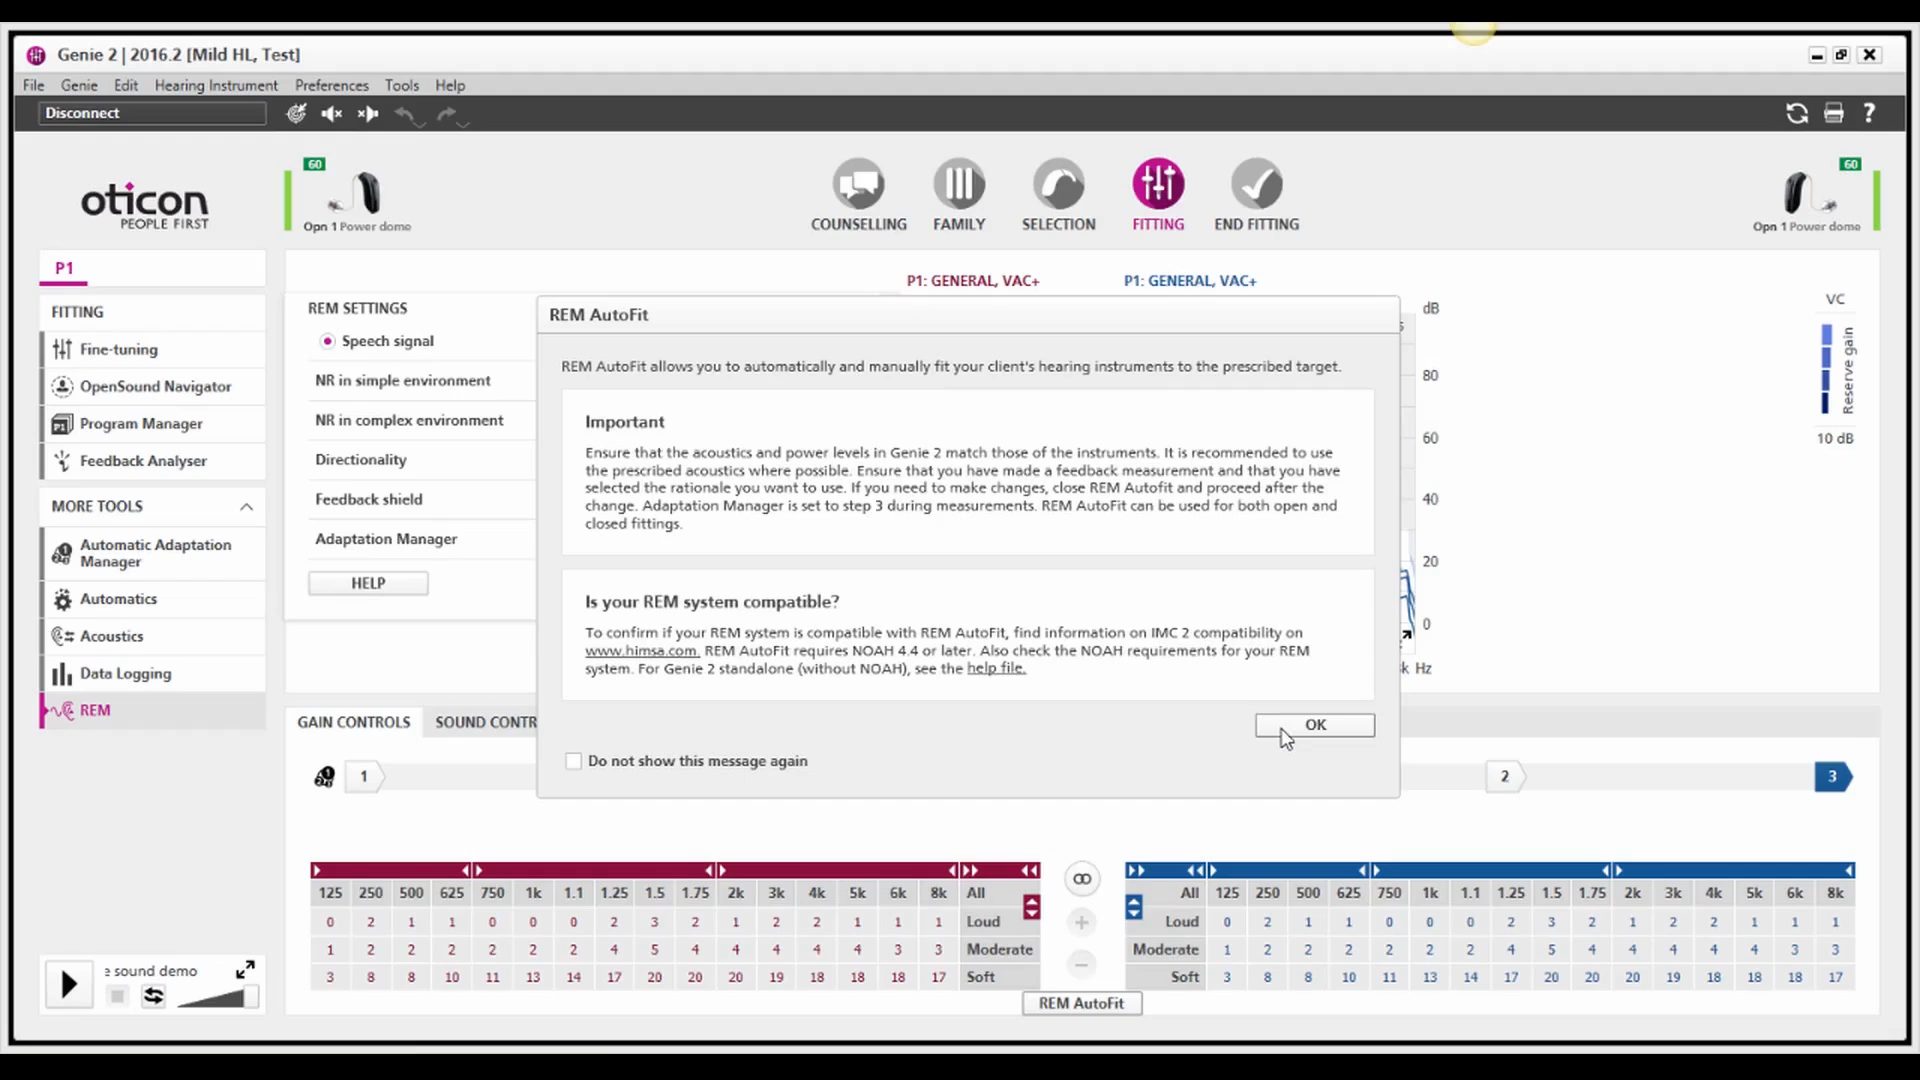 Genie 2 | 2016.2 [Mild HL, Test]
File Genie Edit Hearing Instrument Preferences Tools Help
Disconnect
?
oticon
PEOPLE FIRST
60
Opn 1 Power dome
COUNSELLING FAMILY SELECTION FITTING END FITTING
60
Opn 1 Power dome
P1
FITTING
Fine-tuning
OpenSound Navigator
Program Manager
Feedback Analyser
MORE TOOLS
Automatic Adaptation
Manager
Automatics
Acoustics
Data Logging
REM
e sound demo
P1: GENERAL, VAC+ P1: GENERAL, VAC+
REM SETTINGS
Speech signal
NR in simple environment
NR in complex environment
Directionality
Feedback shield
Adaptation Manager
HELP
REM AutoFit
REM AutoFit allows you to automatically and manually fit your client's hearing instruments to the prescribed target.
Important
Ensure that the acoustics and power levels in Genie 2 match those of the instruments. It is recommended to use
the prescribed acoustics where possible. Ensure that you have made a feedback measurement and that you have
selected the rationale you want to use. If you need to make changes, close REM Autofit and proceed after the
change. Adaptation Manager is set to step 3 during measurements. REM AutoFit can be used for both open and
closed fittings.
Is your REM system compatible?
To confirm if your REM system is compatible with REM AutoFit, find information on IMC 2 compatibility on
www.himsa.com. REM AutoFit requires NOAH 4.4 or later. Also check the NOAH requirements for your REM
system. For Genie 2 standalone (without NOAH), see the help file.
OK
Do not show this message again
dB
80
60
40
20
0
k Hz
VC
Reserve gain
10 dB
GAIN CONTROLS SOUND CONTR
1 2 3
125 250 500 625 750 1k 1.1 1.25 1.5 1.75 2k 3k 4k 5k 6k 8k All
0 2 1 1 0 0 0 2 3 2 1 2 2 1 1 1 Loud
1 2 2 2 2 2 2 4 5 4 4 4 4 4 3 3 Moderate
3 8 8 10 11 13 14 17 20 20 20 19 18 18 18 17 Soft
All 125 250 500 625 750 1k 1.1 1.25 1.5 1.75 2k 3k 4k 5k 6k 8k
Loud 0 2 1 1 0 0 0 2 3 2 1 2 2 1 1 1
Moderate 1 2 2 2 2 2 2 4 5 4 4 4 4 4 3 3
Soft 3 8 8 10 11 13 14 17 20 20 20 19 18 18 18 17
REM AutoFit